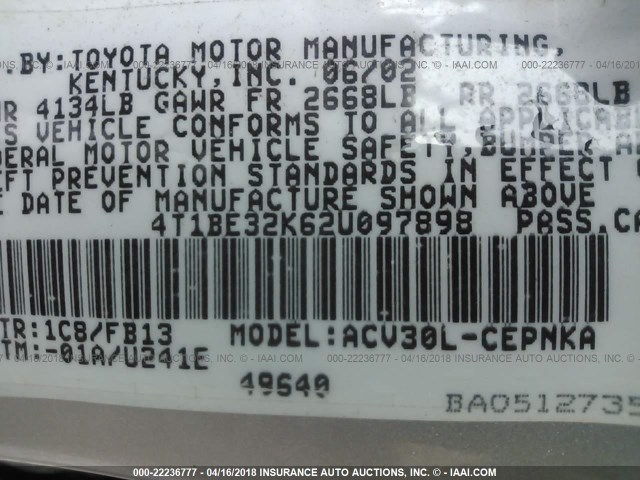 .BY:TOYOTA MOTOR MANUFACTURING,
KENTUCKY,INC. 06/02
4134LB GAWR FR 2668LB RR 2668LB
VEHICLE CONFORMS TO ALL
MOTOR VEHICLE SAFETY, BUMPER,
PREVENTION STANDARDS IN EFFECT
DATE OF MANUFACTURE SHOWN ABOVE
4T1BE32K62U097898 PASS.CA
TR:1C8/FB13 MODEL:ACV30L-CEPNKA
TM:-01A/U241E
49640
BA0512735
000-22236777 - 04/16/2018 INSURANCE AUTO AUCTIONS, INC. © - IAAI.COM